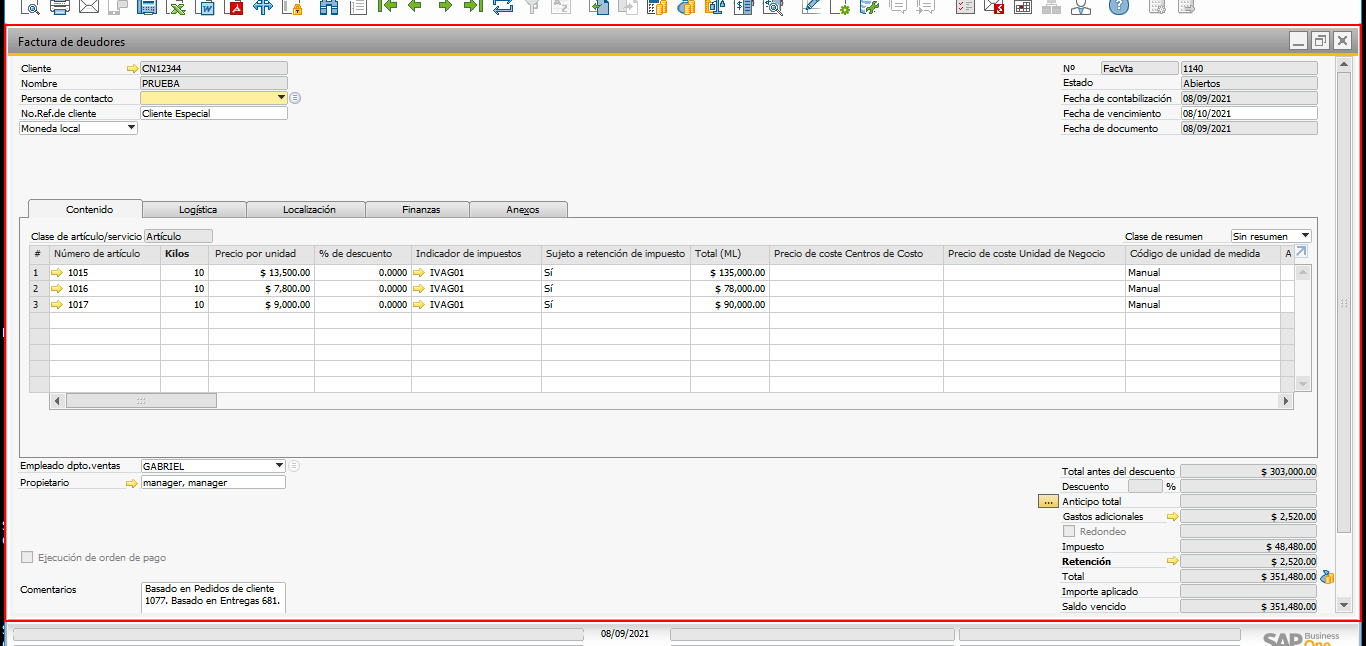 Factura de deudores
Cliente CN12344
Nombre PRUEBA
Persona de contacto
No.Ref.de cliente Cliente Especial
Moneda local
Nº FacVta 1140
Estado Abiertos
Fecha de contabilización 08/09/2021
Fecha de vencimiento 08/10/2021
Fecha de documento 08/09/2021
Contenido Logística Localización Finanzas Anexos
Clase de artículo/servicio Artículo Clase de resumen Sin resumen
# Número de artículo Kilos Precio por unidad % de descuento Indicador de impuestos Sujeto a retención de impuesto Total (ML) Precio de coste Centros de Costo Precio de coste Unidad de Negocio Código de unidad de medida A
1 1015 10 $ 13,500.00 0.0000 IVAG01 Sí $ 135,000.00 Manual
2 1016 10 $ 7,800.00 0.0000 IVAG01 Sí $ 78,000.00 Manual
3 1017 10 $ 9,000.00 0.0000 IVAG01 Sí $ 90,000.00 Manual
Empleado dpto.ventas GABRIEL
Propietario manager, manager
Ejecución de orden de pago
Comentarios Basado en Pedidos de cliente
1077. Basado en Entregas 681.
Total antes del descuento $ 303,000.00
Descuento %
... Anticipo total
Gastos adicionales $ 2,520.00
Redondeo
Impuesto $ 48,480.00
Retención $ 2,520.00
Total $ 351,480.00
Importe aplicado
Saldo vencido $ 351,480.00
08/09/2021
SAP Business
One